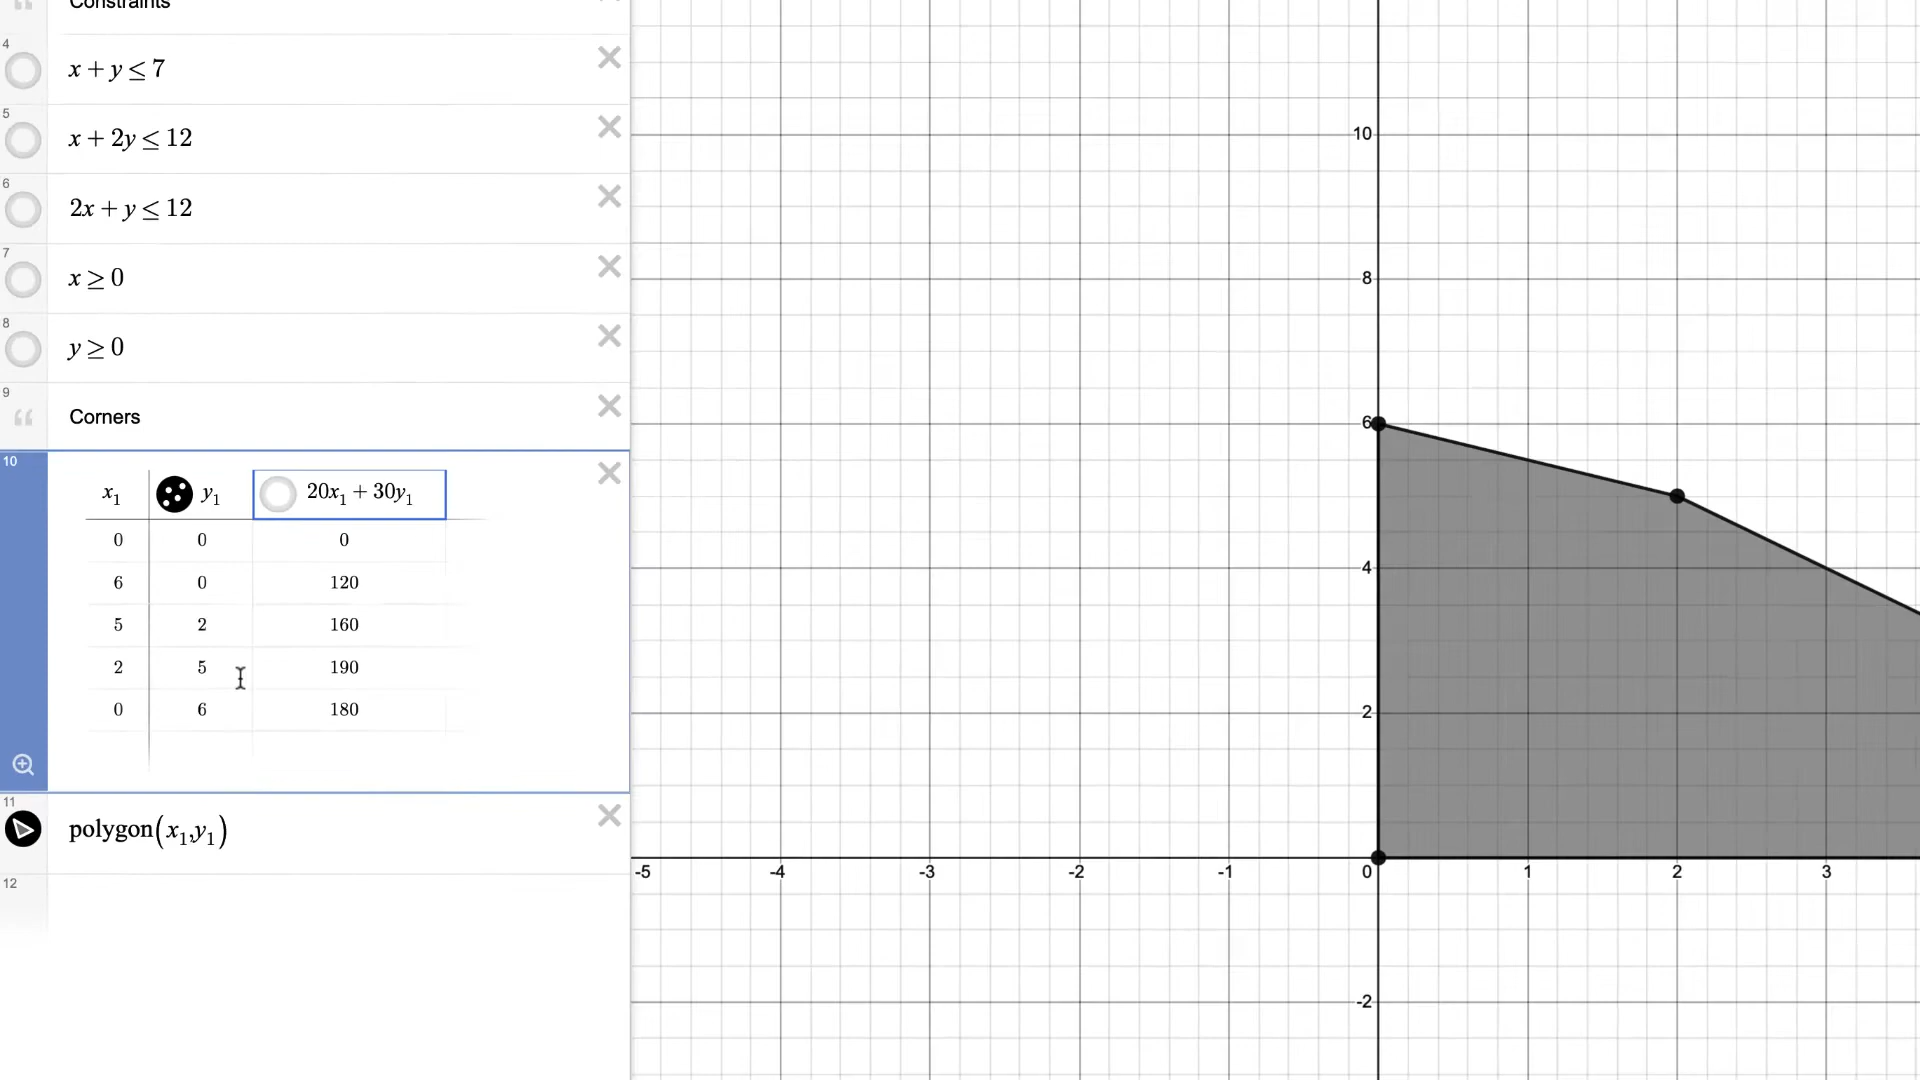 Constraints
4
x + y ≤ 7
5
x + 2y ≤ 12
6
2x + y ≤ 12
7
x ≥ 0
8
y ≥ 0
9
Corners
10
x₁ y₁ 20x₁ + 30y₁
0 0 0
6 0 120
5 2 160
2 5 190
0 6 180
11
polygon(x₁,y₁)
12
10
8
6
4
2
-5 -4 -3 -2 -1 0 1 2 3
-2